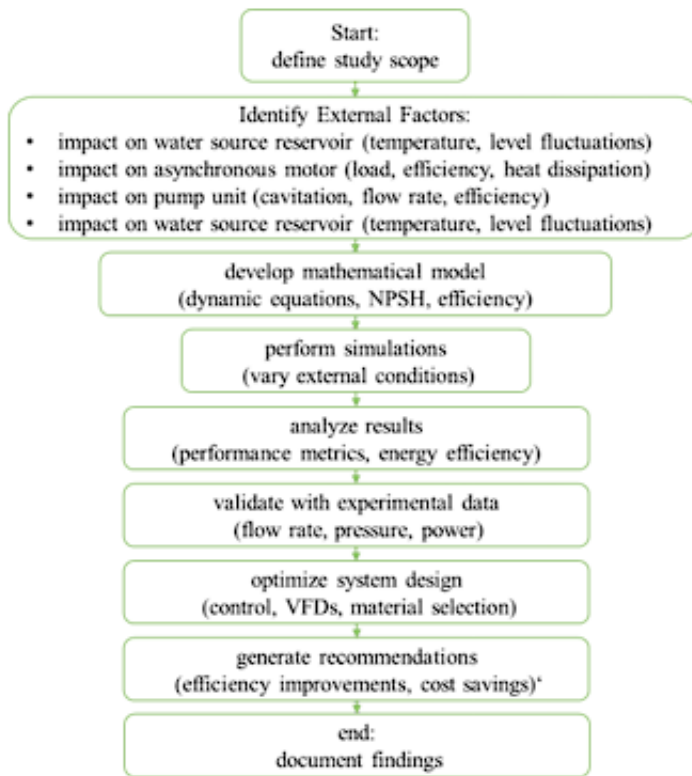 Start:
define study scope
Identify External Factors:
• impact on water source reservoir (temperature, level fluctuations)
• impact on asynchronous motor (load, efficiency, heat dissipation)
• impact on pump unit (cavitation, flow rate, efficiency)
• impact on water source reservoir (temperature, level fluctuations)
develop mathematical model
(dynamic equations, NPSH, efficiency)
perform simulations
(vary external conditions)
analyze results
(performance metrics, energy efficiency)
validate with experimental data
(flow rate, pressure, power)
optimize system design
(control, VFDs, material selection)
generate recommendations
(efficiency improvements, cost savings)‘
end:
document findings